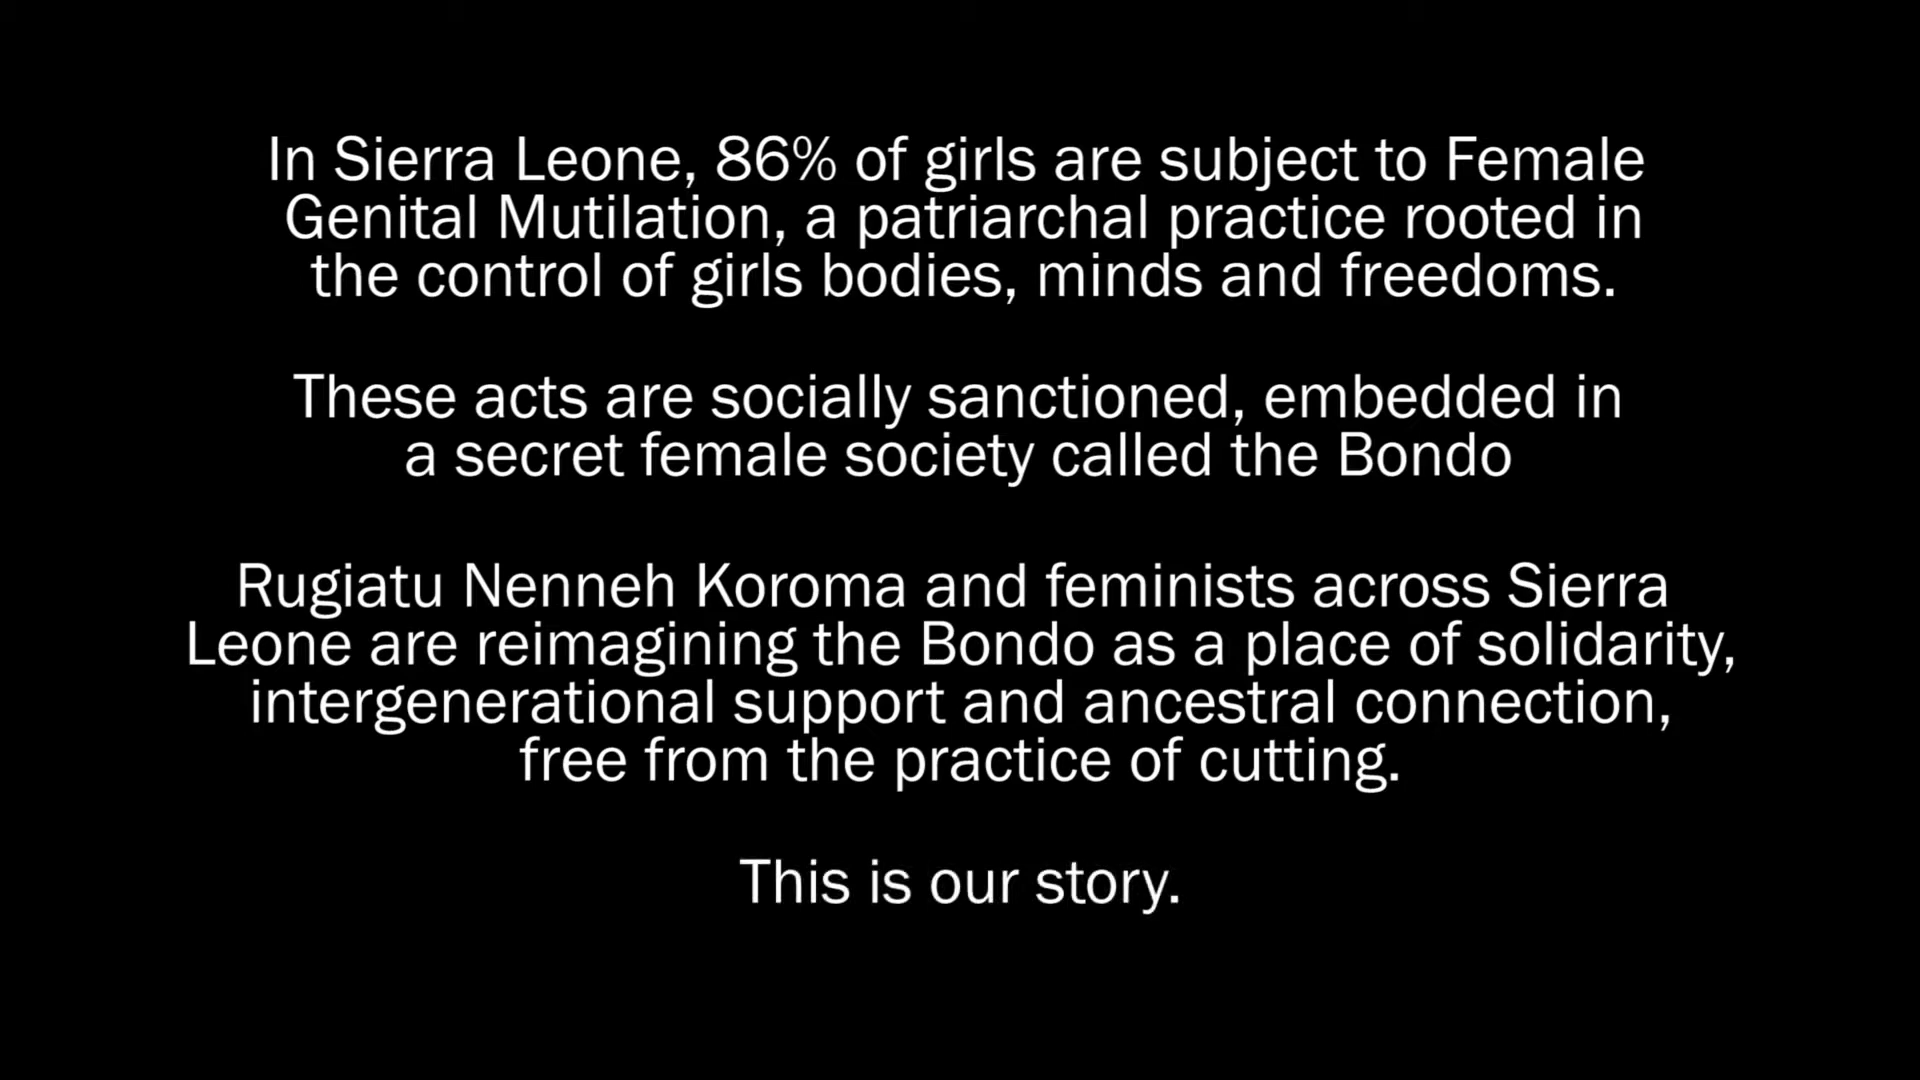 In Sierra Leone, 86% of girls are subject to Female
Genital Mutilation, a patriarchal practice rooted in
the control of girls bodies, minds and freedoms.
These acts are socially sanctioned, embedded in
a secret female society called the Bondo
Rugiatu Nenneh Koroma and feminists across Sierra
Leone are reimagining the Bondo as a place of solidarity,
intergenerational support and ancestral connection,
free from the practice of cutting.
This is our story.